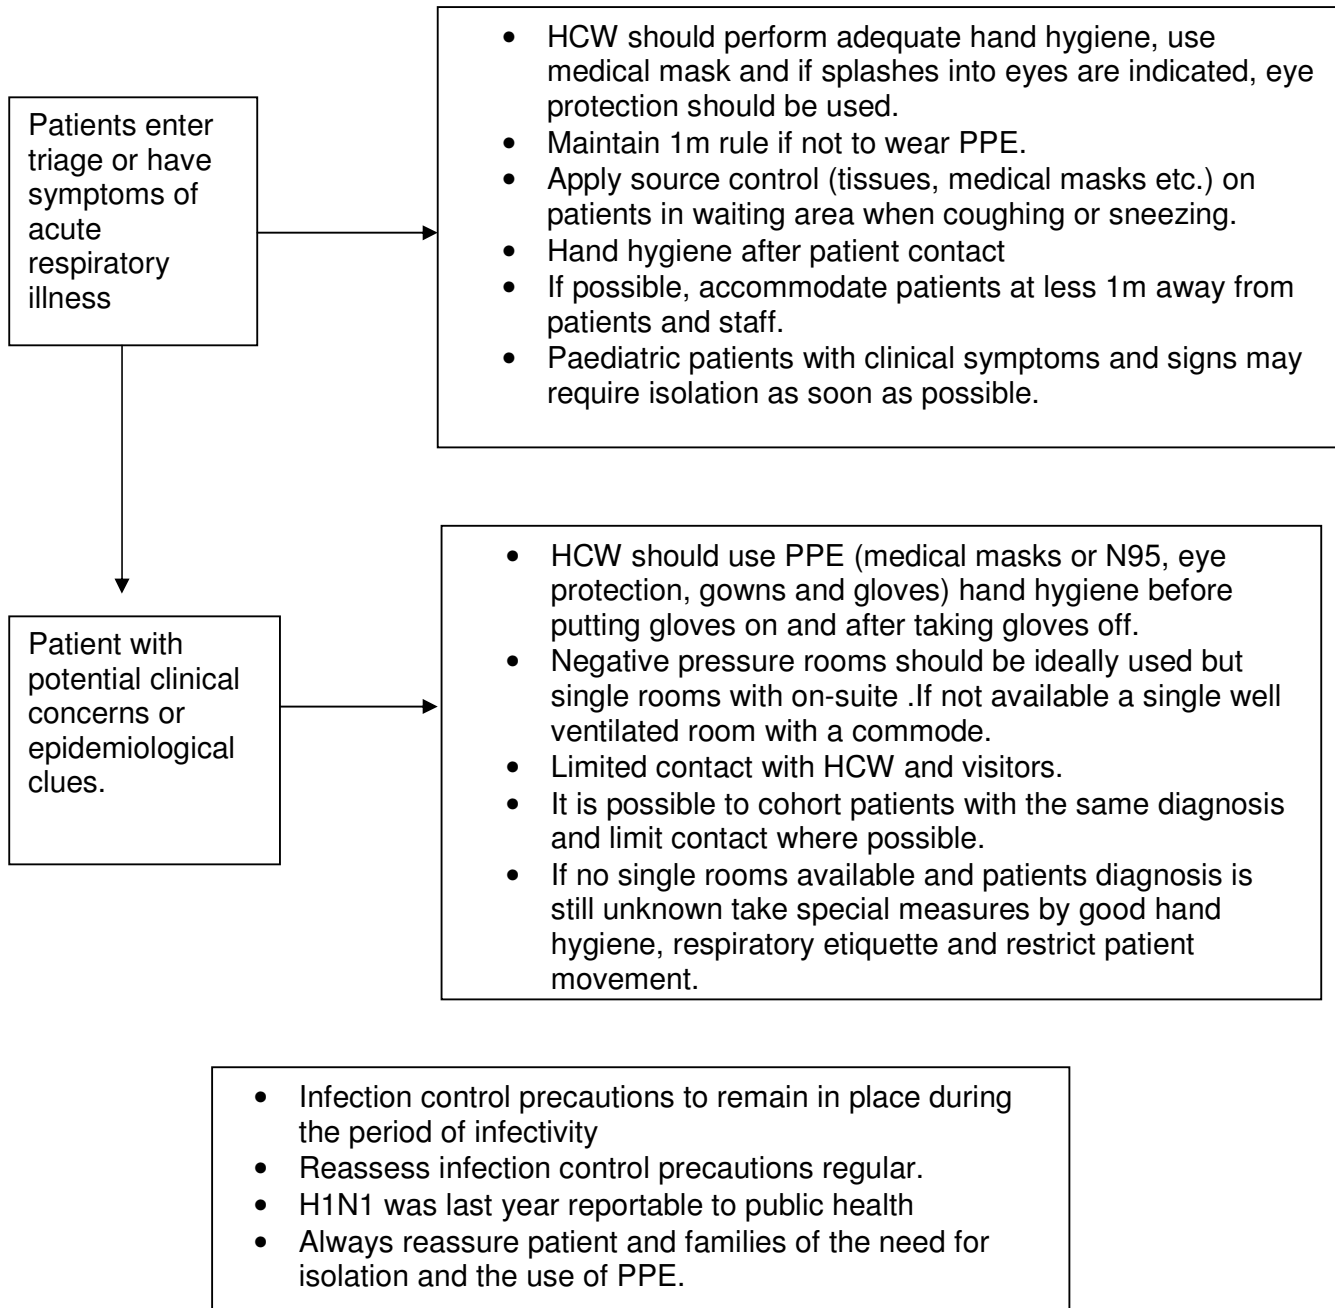 Patients enter
triage or have
symptoms of
acute
respiratory
illness
• HCW should perform adequate hand hygiene, use
medical mask and if splashes into eyes are indicated, eye
protection should be used.
• Maintain 1m rule if not to wear PPE.
• Apply source control (tissues, medical masks etc.) on
patients in waiting area when coughing or sneezing.
• Hand hygiene after patient contact
• If possible, accommodate patients at less 1m away from
patients and staff.
• Paediatric patients with clinical symptoms and signs may
require isolation as soon as possible.
Patient with
potential clinical
concerns or
epidemiological
clues.
• HCW should use PPE (medical masks or N95, eye
protection, gowns and gloves) hand hygiene before
putting gloves on and after taking gloves off.
• Negative pressure rooms should be ideally used but
single rooms with on-suite .If not available a single well
ventilated room with a commode.
• Limited contact with HCW and visitors.
• It is possible to cohort patients with the same diagnosis
and limit contact where possible.
• If no single rooms available and patients diagnosis is
still unknown take special measures by good hand
hygiene, respiratory etiquette and restrict patient
movement.
• Infection control precautions to remain in place during
the period of infectivity
• Reassess infection control precautions regular.
• H1N1 was last year reportable to public health
• Always reassure patient and families of the need for
isolation and the use of PPE.